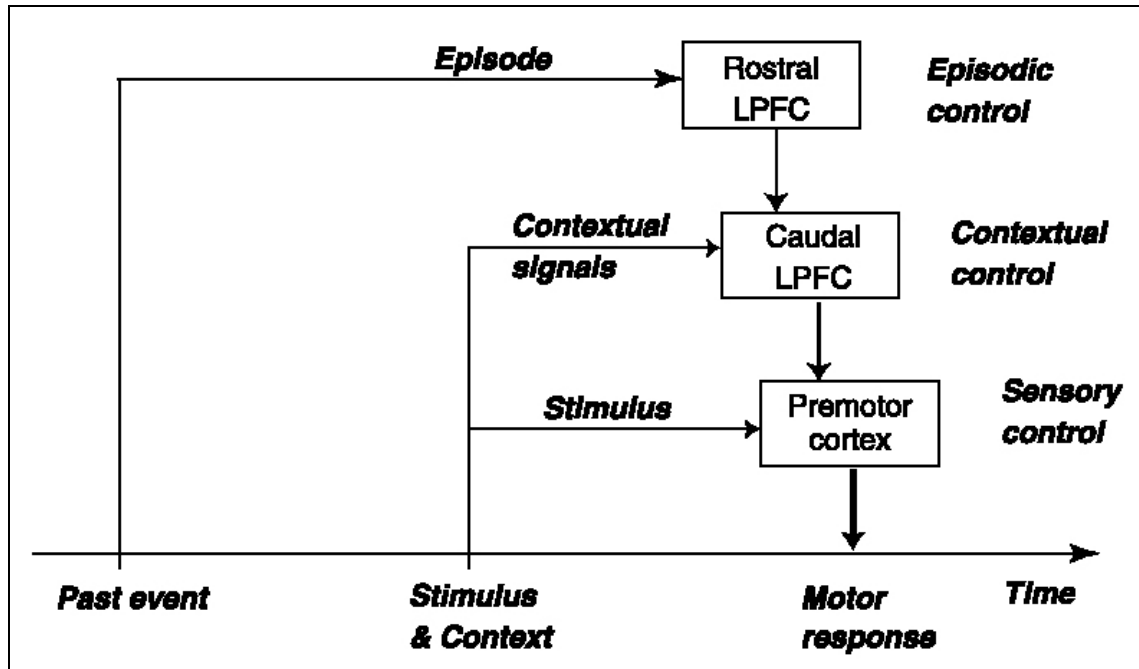 Episode
Rostral
LPFC
Episodic
control
Contextual
signals
Caudal
LPFC
Contextual
control
Stimulus
Premotor
cortex
Sensory
control
Past event
Stimulus
& Context
Motor
response
Time